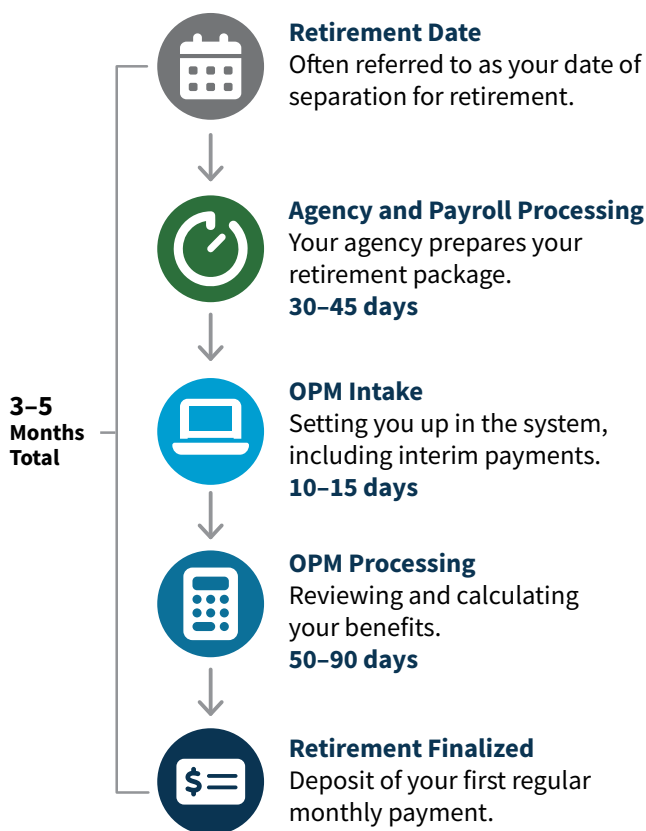 Retirement Date
Often referred to as your date of
separation for retirement.
Agency and Payroll Processing
Your agency prepares your
retirement package.
30–45 days
OPM Intake
Setting you up in the system,
including interim payments.
10–15 days
3–5
Months
Total
OPM Processing
Reviewing and calculating
your benefits.
50–90 days
$
Retirement Finalized
Deposit of your first regular
monthly payment.